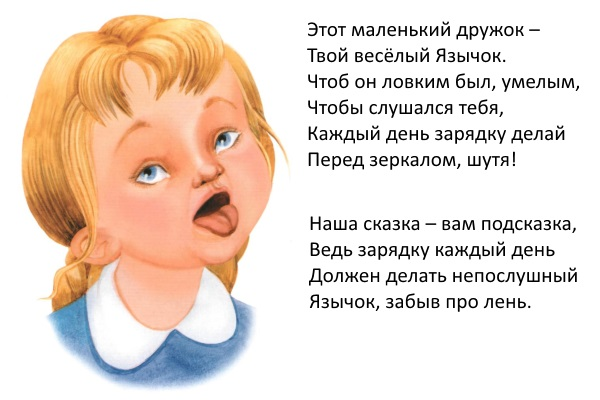 Этот маленький дружок –
Твой весёлый Язычок.
Чтоб он ловким был, умелым,
Чтобы слушался тебя,
Каждый день зарядку делай
Перед зеркалом, шутя!
Наша сказка – вам подсказка,
Ведь зарядку каждый день
Должен делать непослушный
Язычок, забыв про лень.